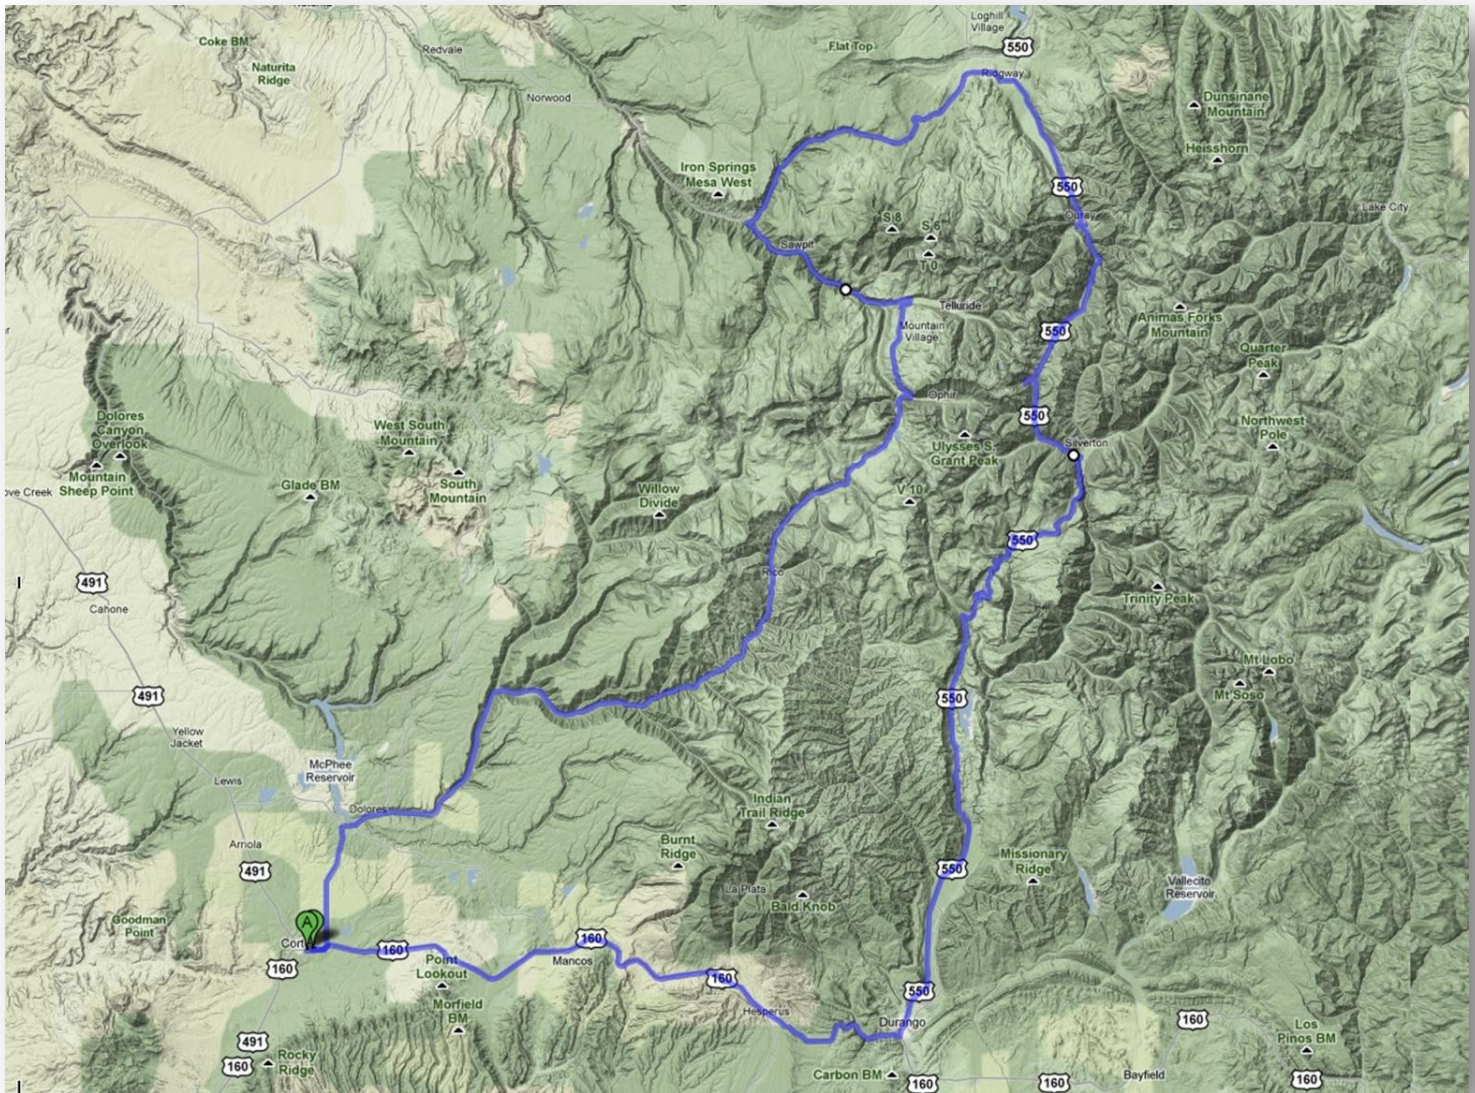 Coke BM
Naturita
Ridge
Redvale
Norwood
Flat Top
Loghill
Village
550
Ridgway
Dunsinane
Mountain
Heisshorn
Iron Springs
Mesa West
550
Ouray
Lake City
S 8
S 6
T 0
Sawpit
Telluride
Mountain
Village
550
Animas Forks
Mountain
Quarter
Peak
Ophir
550
Silverton
Ulysses S.
Grant Peak
Northwest
Pole
Dolores
Canyon
Overlook
Mountain
Sheep Point
ove Creek
West South
Mountain
South
Mountain
Glade BM
Willow
Divide
V 10
550
491
Cahone
Rico
Trinity Peak
Mt Lobo
Mt Soso
491
550
Yellow
Jacket
McPhee
Reservoir
Lewis
Dolores
Arriola
491
Indian
Trail Ridge
Burnt
Ridge
La Plata
Bald Knob
550
Missionary
Ridge
Vallecito
Reservoir
Goodman
Point
A
Cort
160
160
160
Point
Lookout
Mancos
160
Morfield
BM
Hesperus
550
Durango
491
160
Rocky
Ridge
Carbon BM
160
160
Bayfield
160
Los
Pinos BM
160